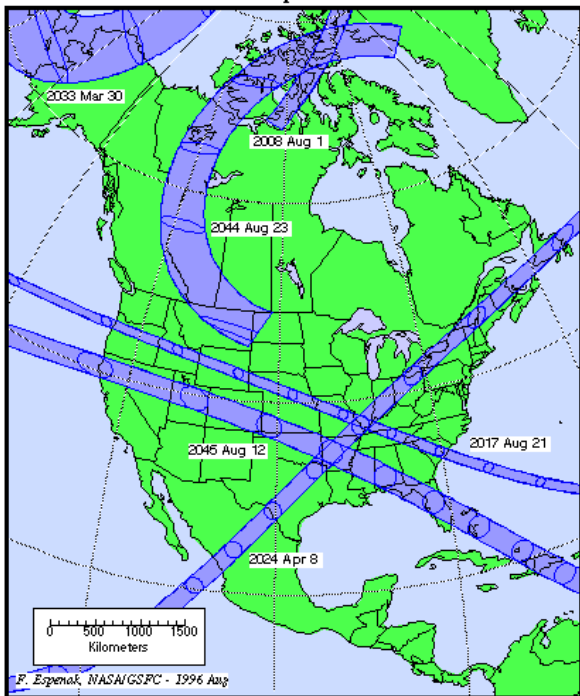 2033 Mar 30
2008 Aug 1
2044 Aug 23
2017 Aug 21
2045 Aug 12
2024 Apr 8
0 500 1000 1500
Kilometers
F. Espenak, NASA/GSFC - 1996 Aug